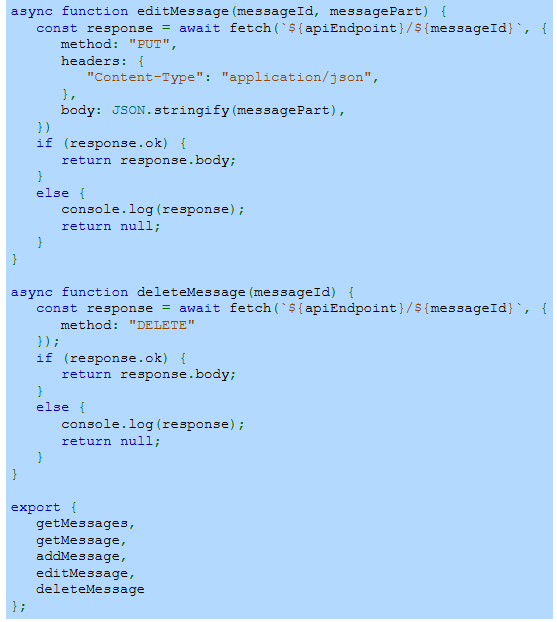 async function editMessage(messageId, messagePart) {
   const response = await fetch(`${apiEndpoint}/${messageId}`, {
      method: "PUT",
      headers: {
         "Content-Type": "application/json",
      },
      body: JSON.stringify(messagePart),
   })
   if (response.ok) {
      return response.body;
   }
   else {
      console.log(response);
      return null;
   }
}

async function deleteMessage(messageId) {
   const response = await fetch(`${apiEndpoint}/${messageId}`, {
      method: "DELETE"
   });
   if (response.ok) {
      return response.body;
   }
   else {
      console.log(response);
      return null;
   }
}

export {
   getMessages,
   getMessage,
   addMessage,
   editMessage,
   deleteMessage
};